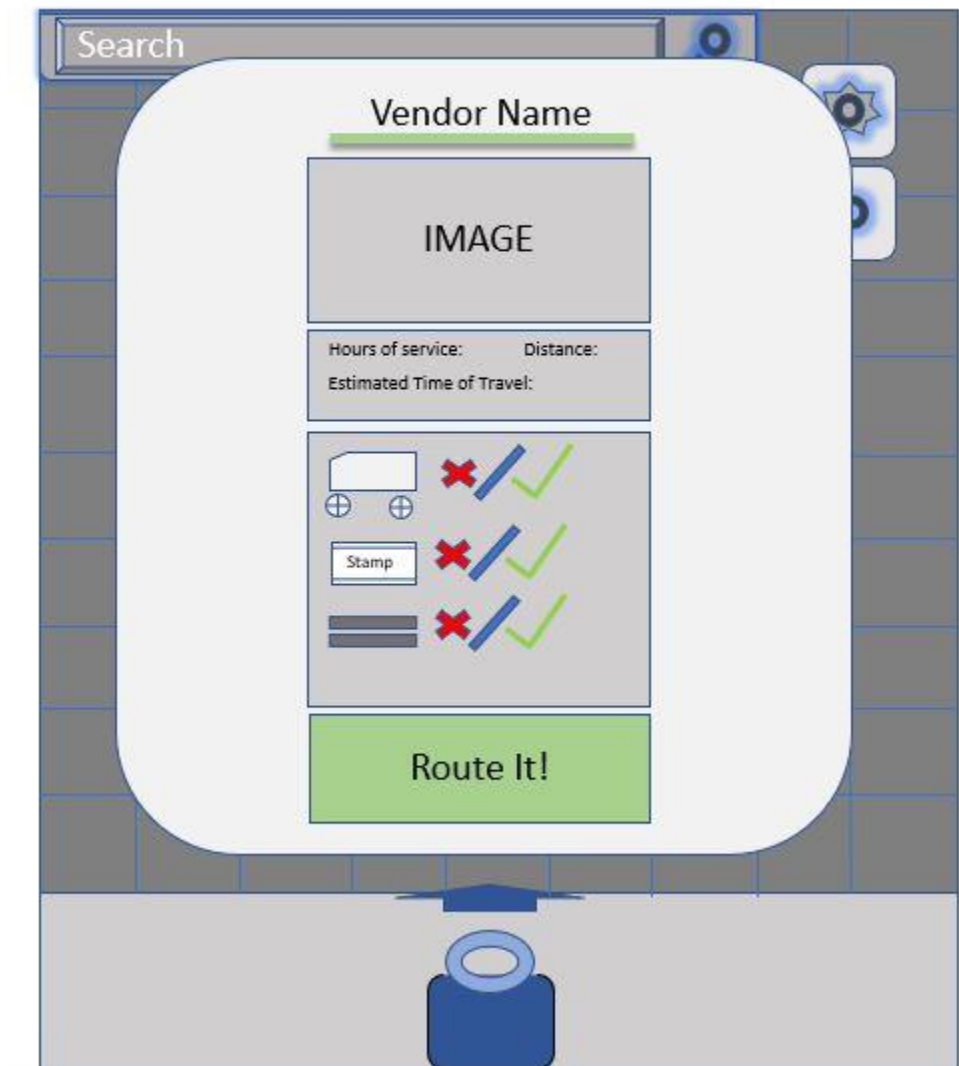 Search
Vendor Name
IMAGE
Hours of service: Distance:
Estimated Time of Travel:
Stamp
Route It!